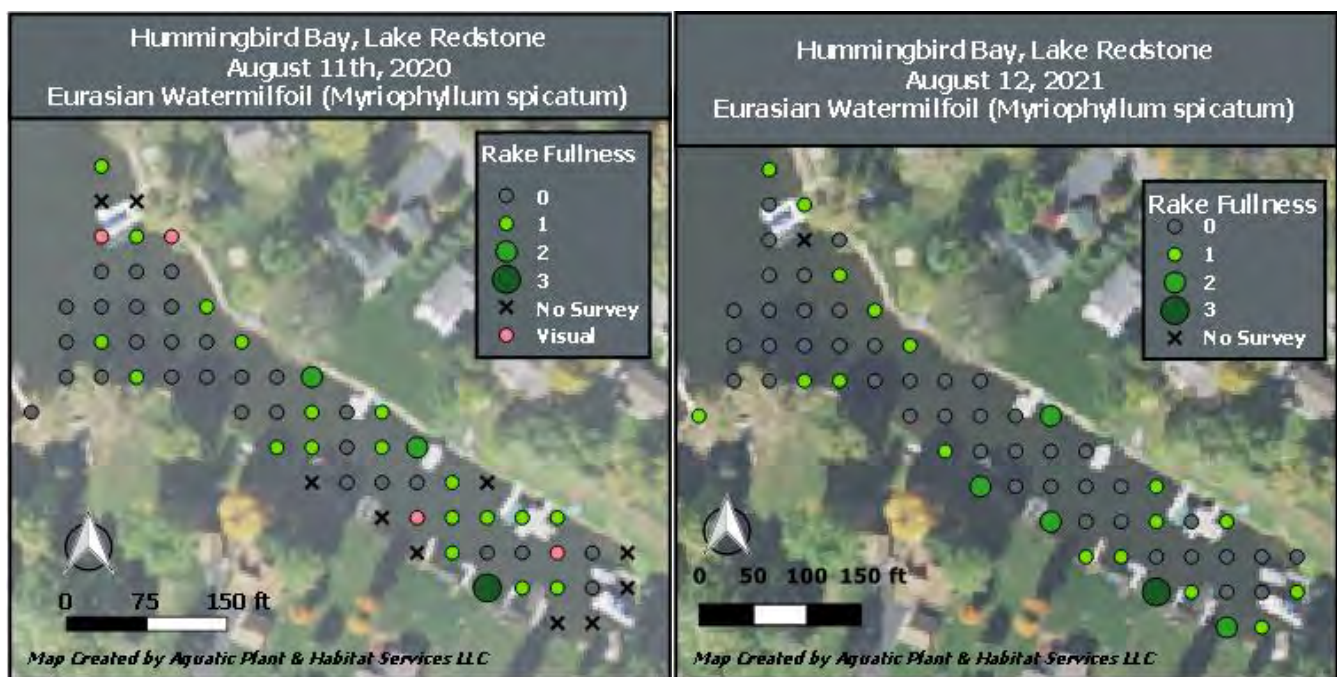 Hummingbird Bay, Lake Redstone
August 11th, 2020
Eurasian Watermilfoil (Myriophyllum spicatum)
Rake Fullness
0
1
2
3
No Survey
Visual
0 75 150 ft
Map Created by Aquatic Plant & Habitat Services LLC
Hummingbird Bay, Lake Redstone
August 12, 2021
Eurasian Watermilfoil (Myriophyllum spicatum)
Rake Fullness
0
1
2
3
No Survey
0 50 100 150 ft
Map Created by Aquatic Plant & Habitat Services LLC